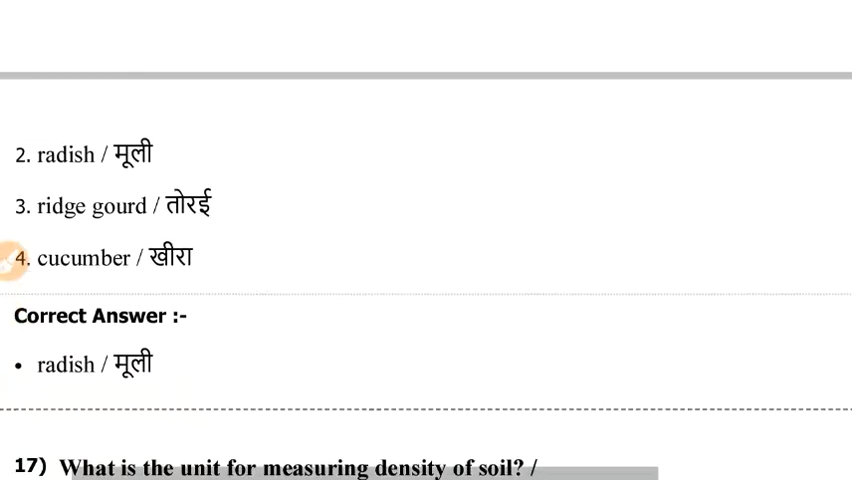 2. radish / मूली
3. ridge gourd / तोरई
4. cucumber / खीरा
Correct Answer :-
• radish / मूली
17) What is the unit for measuring density of soil? /